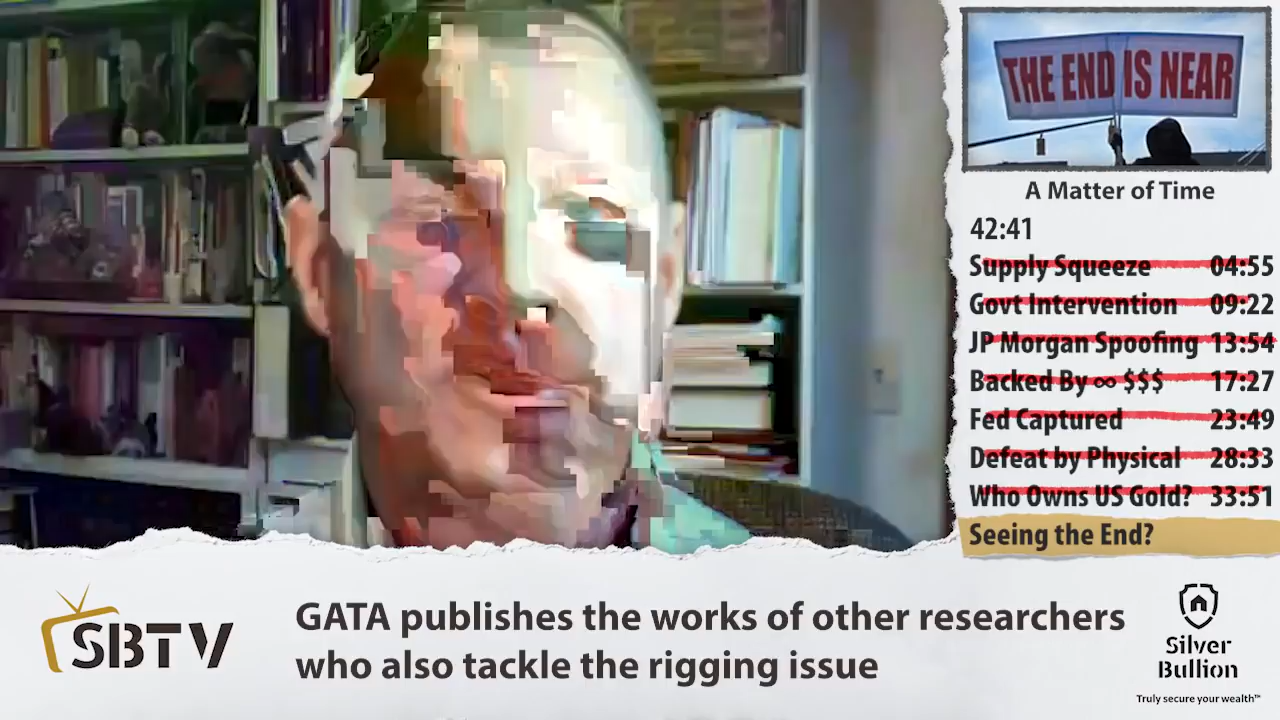 THE END IS NEAR
A Matter of Time
42:41
Supply Squeeze 04:55
Govt Intervention 09:22
JP Morgan Spoofing 13:54
Backed By ∞ $$$ 17:27
Fed Captured 23:49
Defeat by Physical 28:33
Who Owns US Gold? 33:51
Seeing the End?
SBTV
GATA publishes the works of other researchers
who also tackle the rigging issue
Silver
Bullion
Truly secure your wealth™